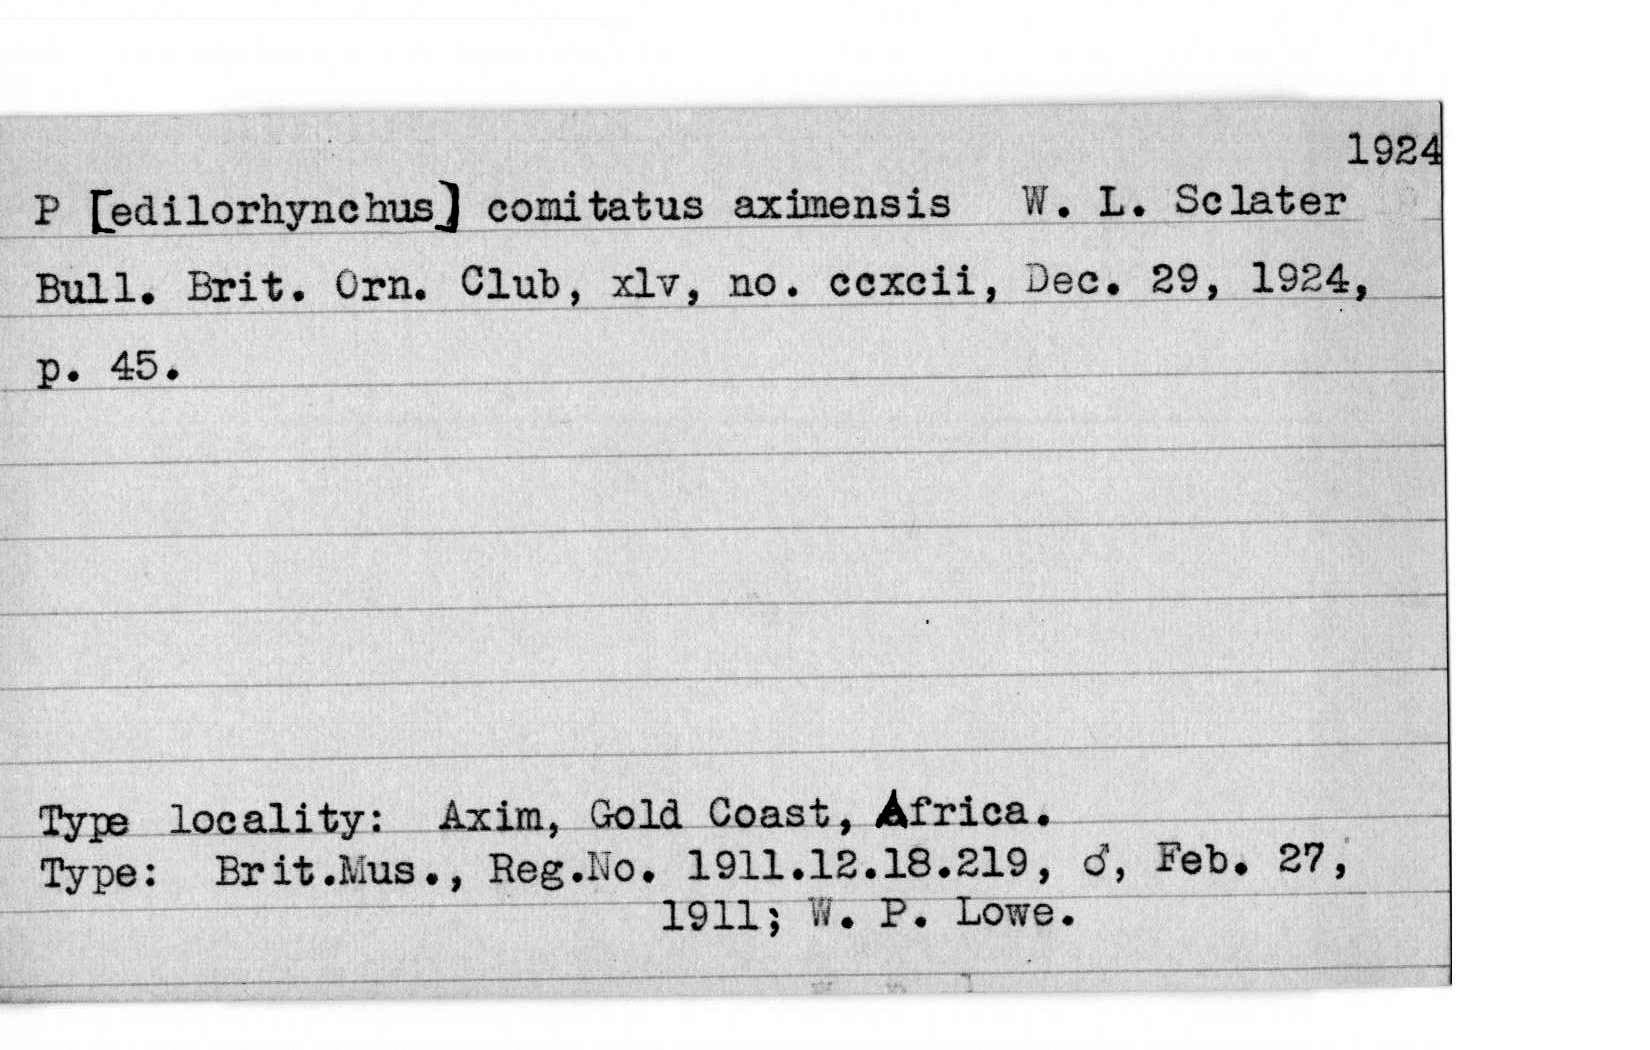 1924
P [edilorhynchus] comitatus aximensis W. L. Sclater
Bull. Brit. Orn. Club, xlv, no. ccxcii, Dec. 29, 1924,
p. 45.
Type locality: Axim, Gold Coast, Africa.
Type: Brit.Mus., Reg.No. 1911.12.18.219, ♂, Feb. 27,
1911; W. P. Lowe.